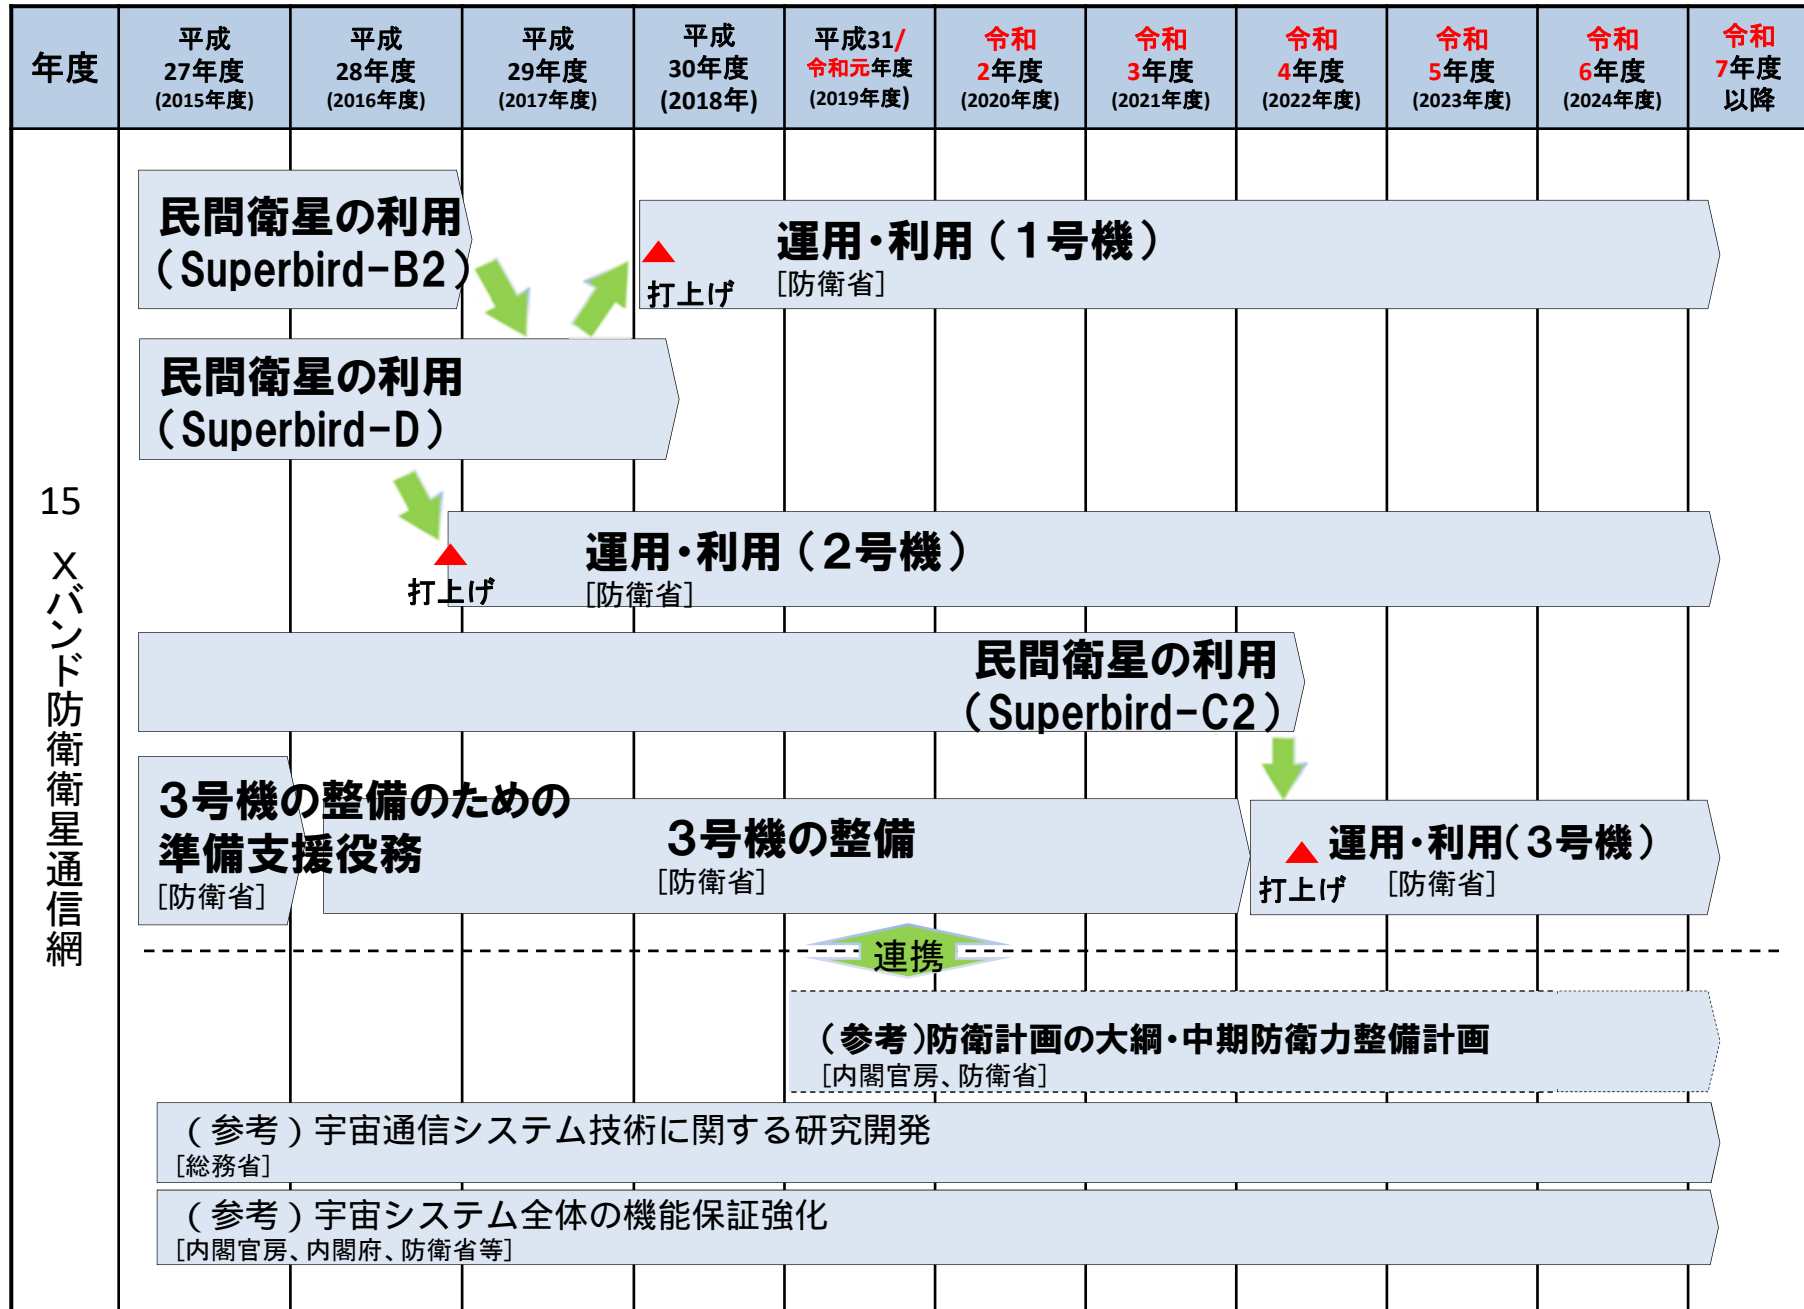 年度
平成
27年度
(2015年度)
平成
28年度
(2016年度)
平成
29年度
(2017年度)
平成
30年度
(2018年)
平成31/
令和元年度
(2019年度)
令和
2年度
(2020年度)
令和
3年度
(2021年度)
令和
4年度
(2022年度)
令和
5年度
(2023年度)
令和
6年度
(2024年度)
令和
7年度
以降
15 Xバンド防衛衛星通信網
民間衛星の利用
(Superbird-B2)
打上げ
運用・利用(1号機)
[防衛省]
民間衛星の利用
(Superbird-D)
打上げ
運用・利用(2号機)
[防衛省]
民間衛星の利用
(Superbird-C2)
3号機の整備のための
準備支援役務
[防衛省]
3号機の整備
[防衛省]
打上げ
運用・利用(3号機)
[防衛省]
連携
(参考)防衛計画の大綱・中期防衛力整備計画
[内閣官房、防衛省]
(参考)宇宙通信システム技術に関する研究開発
[総務省]
(参考)宇宙システム全体の機能保証強化
[内閣官房、内閣府、防衛省等]